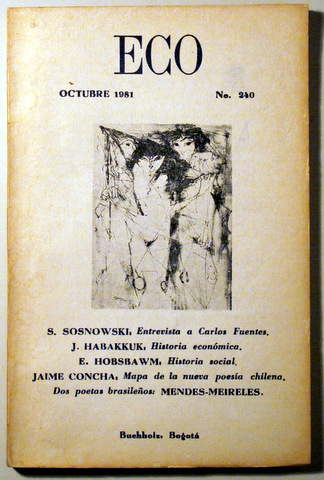 ECO
OCTUBRE 1981 No. 240
S. SOSNOWSKI, Entrevista a Carlos Fuentes.
J. HABAKKUK, Historia económica.
E. HOBSBAWM, Historia social.
JAIME CONCHA, Mapa de la nueva poesía chilena.
Dos poetas brasileños: MENDES-MEIRELES.
Buchholz. Bogotá